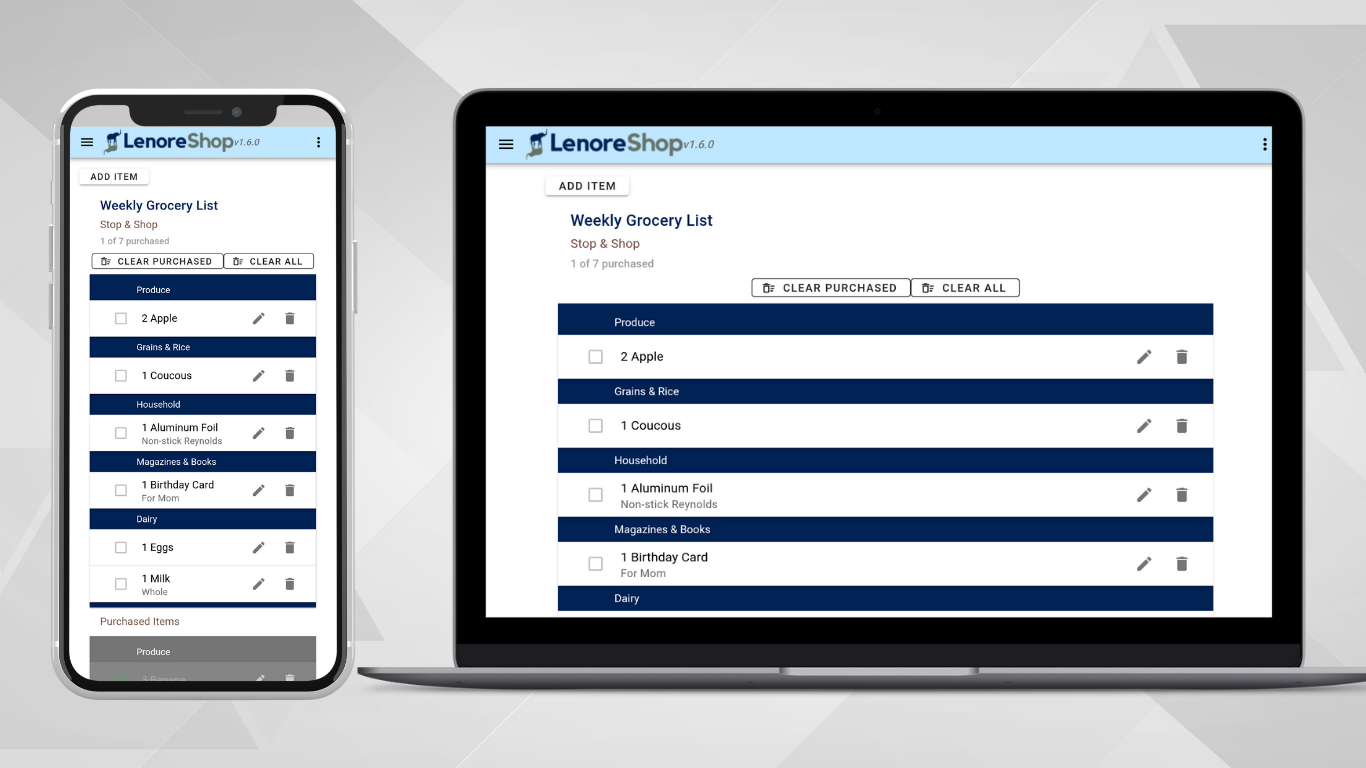 LenoreShop v1.6.0
ADD ITEM
Weekly Grocery List
Stop & Shop
1 of 7 purchased
CLEAR PURCHASED CLEAR ALL
Produce
2 Apple
Grains & Rice
1 Coucous
Household
1 Aluminum Foil
Non-stick Reynolds
Magazines & Books
1 Birthday Card
For Mom
Dairy
1 Eggs
1 Milk
Whole
Purchased Items
Produce
LenoreShop v1.6.0
ADD ITEM
Weekly Grocery List
Stop & Shop
1 of 7 purchased
CLEAR PURCHASED CLEAR ALL
Produce
2 Apple
Grains & Rice
1 Coucous
Household
1 Aluminum Foil
Non-stick Reynolds
Magazines & Books
1 Birthday Card
For Mom
Dairy